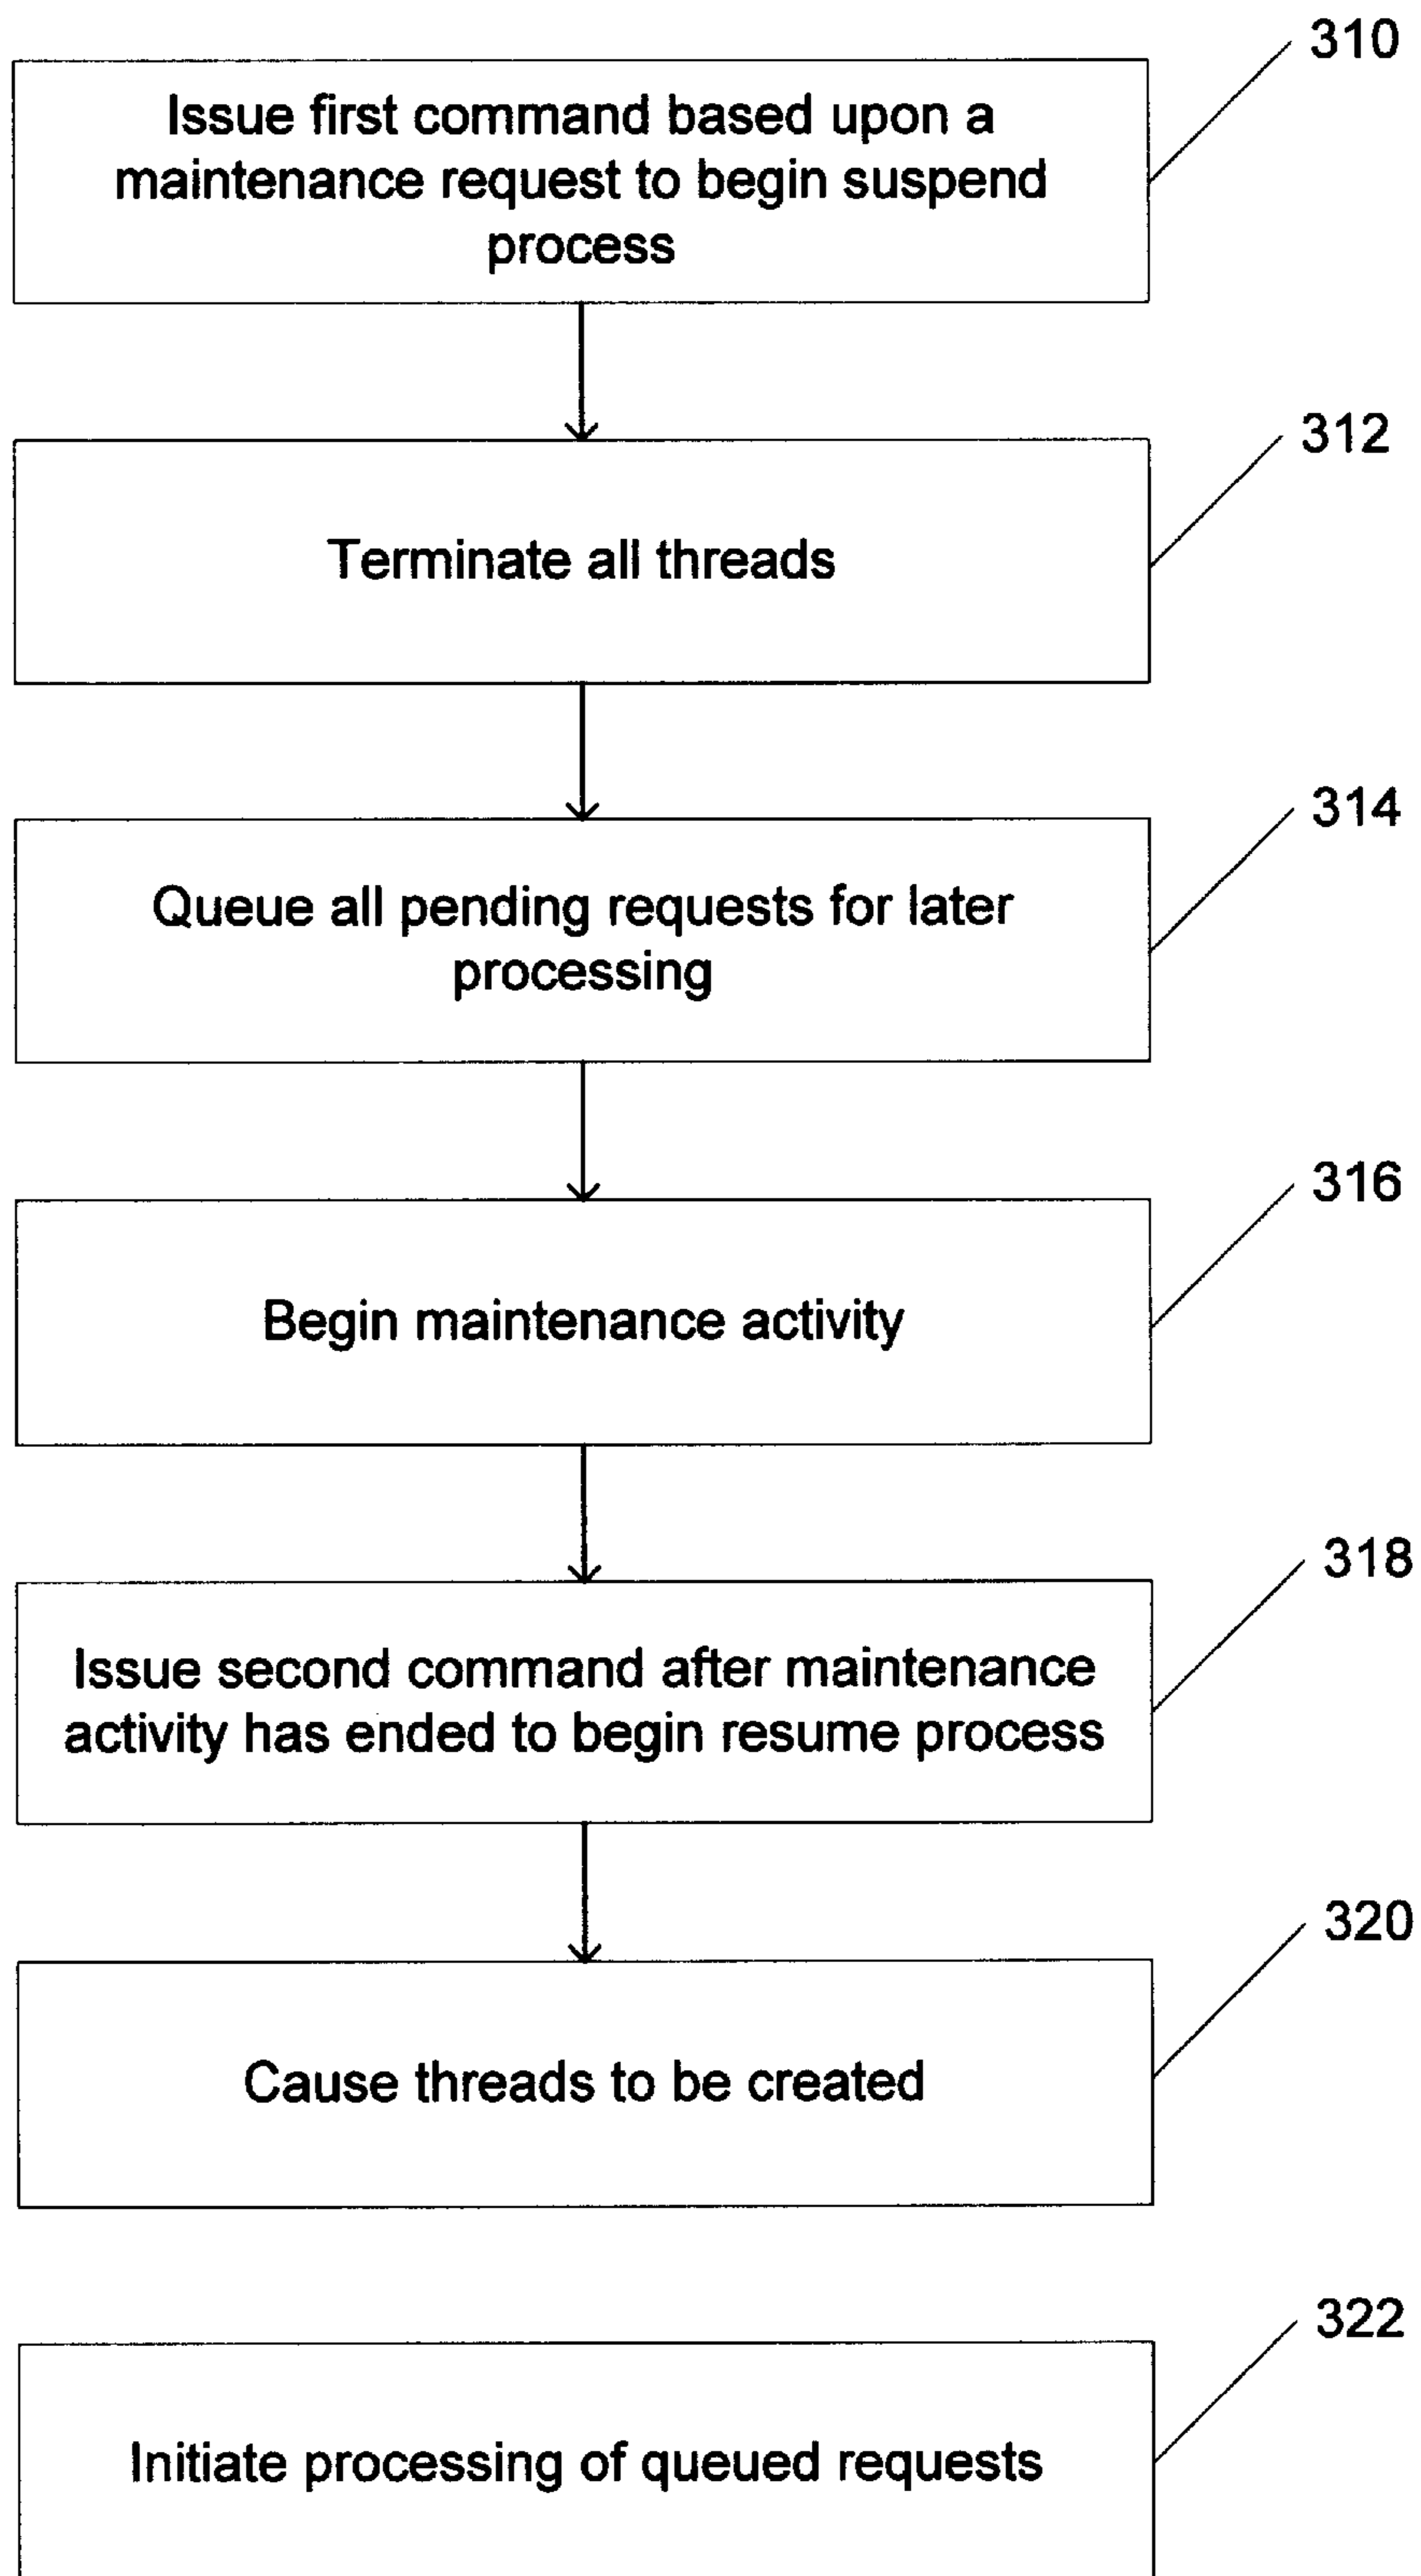 310
Issue first command based upon a
maintenance request to begin suspend
process
312
Terminate all threads
314
Queue all pending requests for later
processing
316
Begin maintenance activity
318
Issue second command after maintenance
activity has ended to begin resume process
320
Cause threads to be created
322
Initiate processing of queued requests